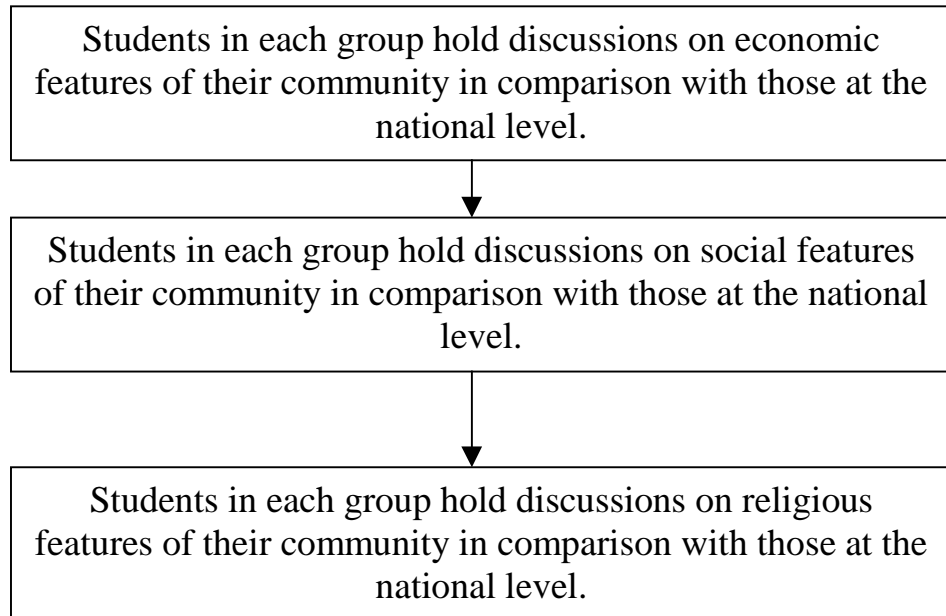 Students in each group hold discussions on economic
features of their community in comparison with those at the
national level.
Students in each group hold discussions on social features
of their community in comparison with those at the national
level.
Students in each group hold discussions on religious
features of their community in comparison with those at the
national level.